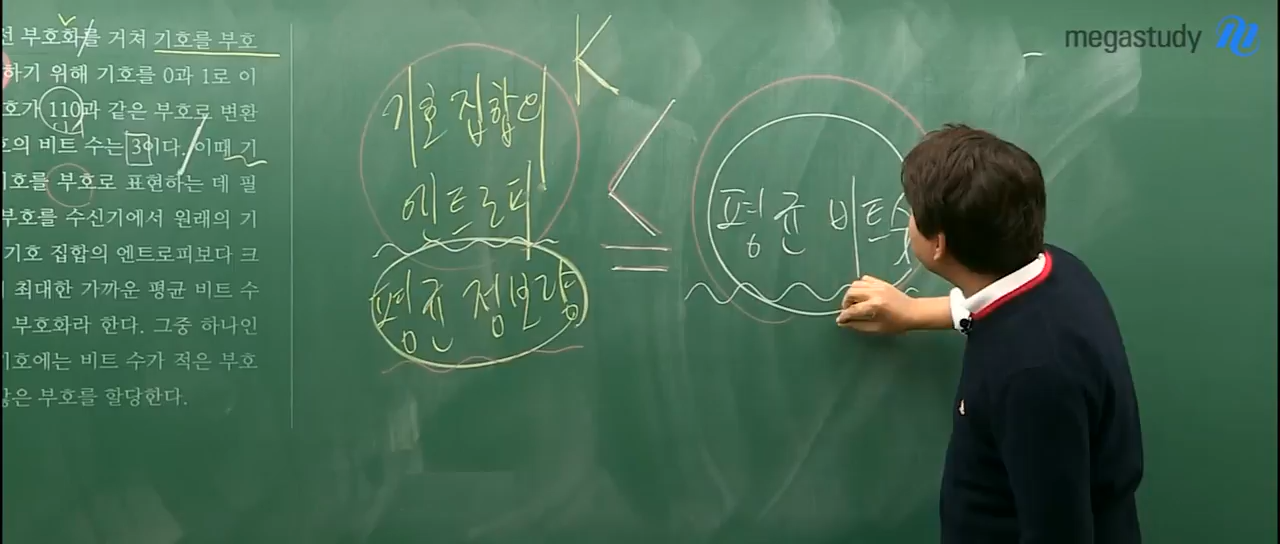 전 부호화를 거쳐 기호를 부호
하기 위해 기호를 0과 1로 이
호가 110과 같은 부호로 변환
호의 비트 수는 3이다. 이때 기
기호를 부호로 표현하는 데 필
부호를 수신기에서 원래의 기
기호 집합의 엔트로피보다 크
최대한 가까운 평균 비트 수
부호화라 한다. 그중 하나인
기호에는 비트 수가 적은 부호
많은 부호를 할당한다.
K
기호 집합의
엔트로피
평균 정보량
≤
평균 비트수
megastudy